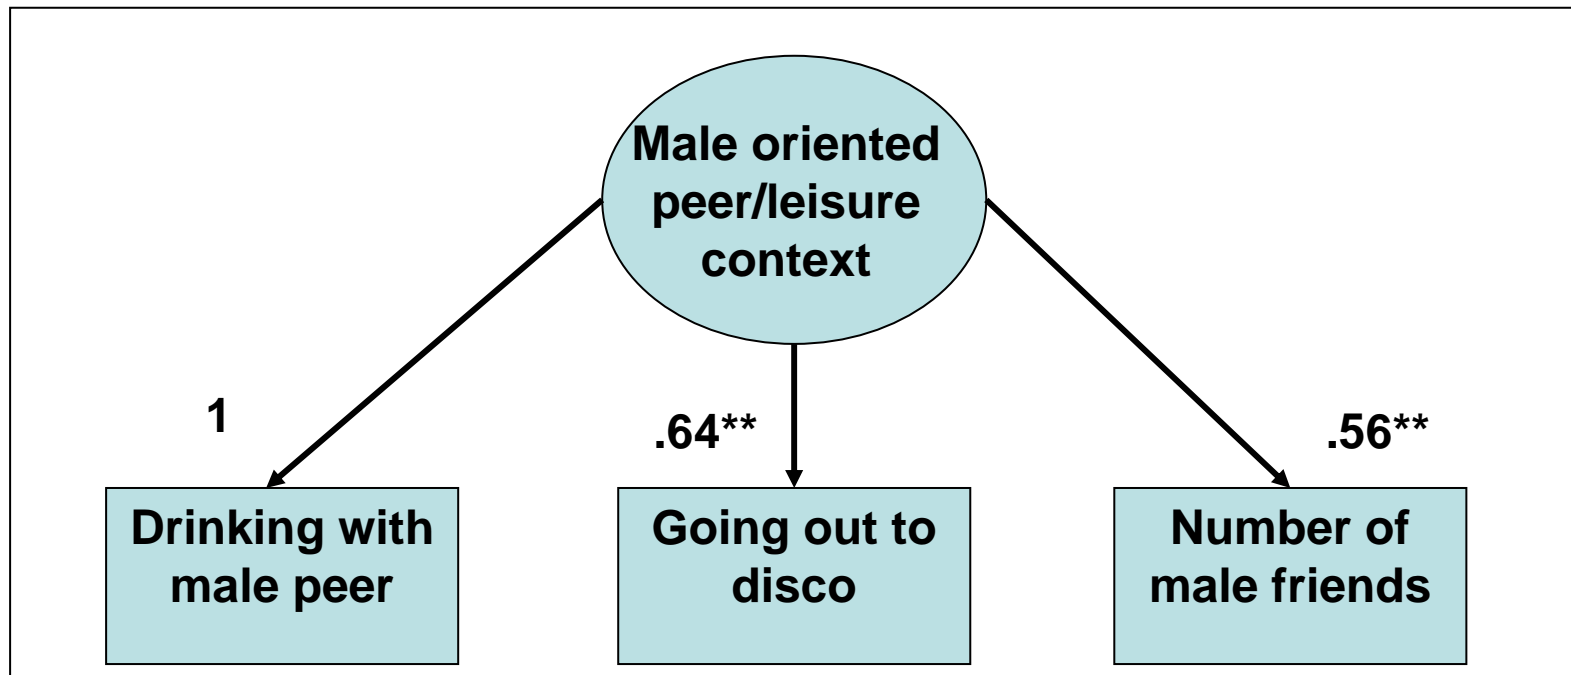 Male oriented
peer/leisure
context
1
.64**
.56**
Drinking with
male peer
Going out to
disco
Number of
male friends